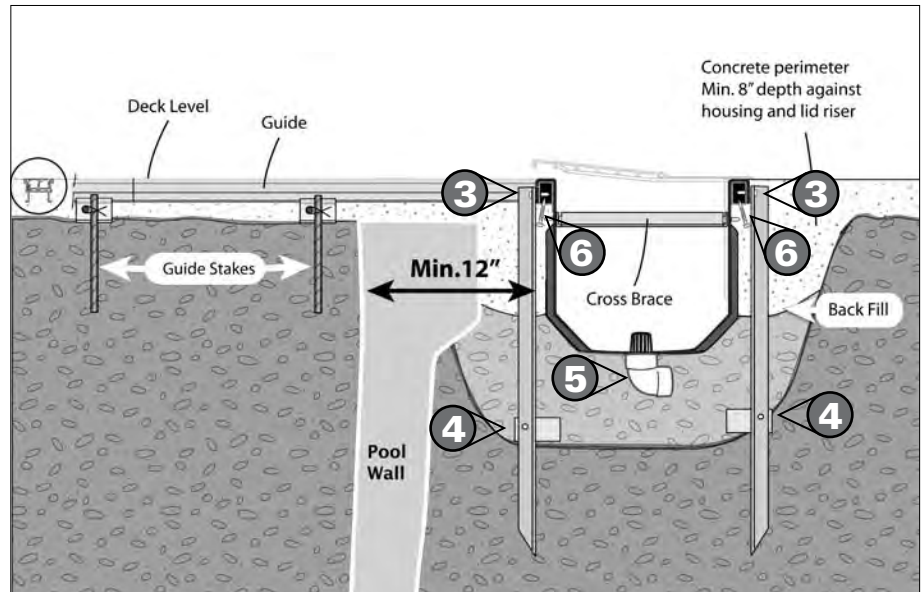 Concrete perimeter
Min. 8" depth against
housing and lid riser
Deck Level
Guide
3
3
6
6
Guide Stakes
Min.12"
Cross Brace
Back Fill
5
4
4
Pool
Wall